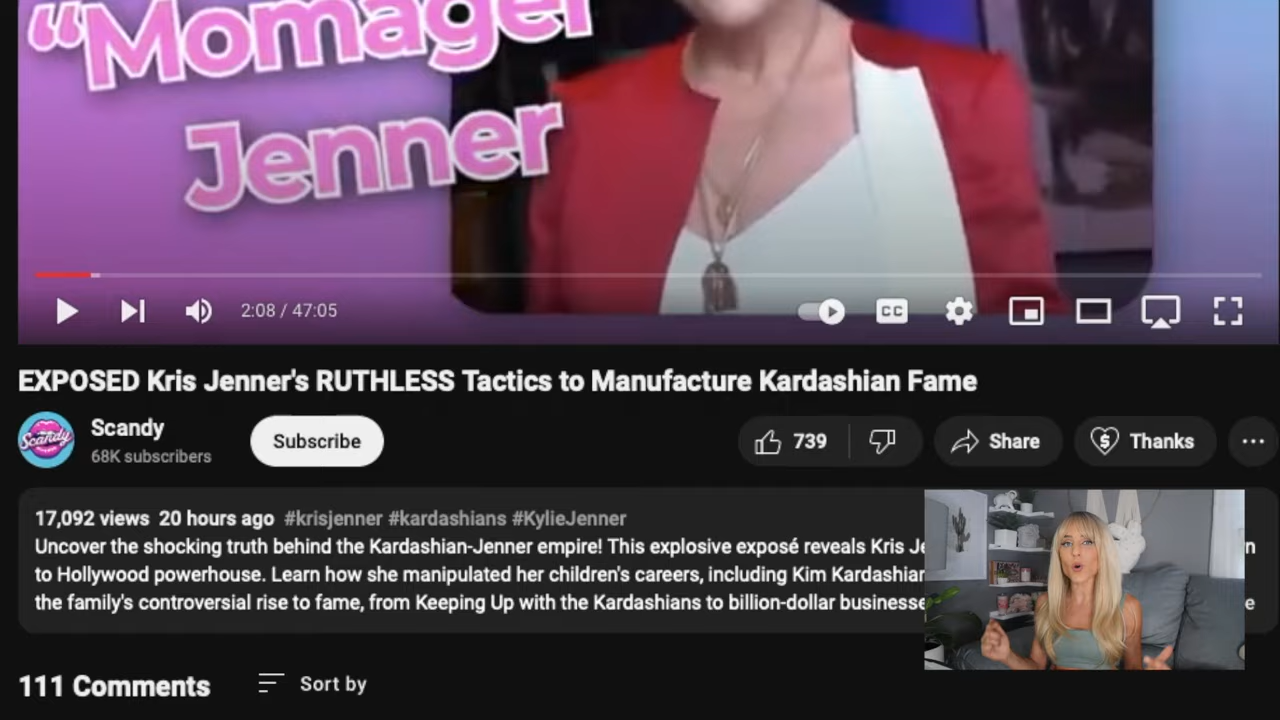 “Momager
Jenner
2:08 / 47:05
CC
EXPOSED Kris Jenner's RUTHLESS Tactics to Manufacture Kardashian Fame
Scandy
Scandy
68K subscribers
Subscribe
739
Share
$
Thanks
17,092 views 20 hours ago #krisjenner #kardashians #KylieJenner
Uncover the shocking truth behind the Kardashian-Jenner empire! This explosive exposé reveals Kris
to Hollywood powerhouse. Learn how she manipulated her children's careers, including Kim Kardashian
the family's controversial rise to fame, from Keeping Up with the Kardashians to billion-dollar
111 Comments
Sort by